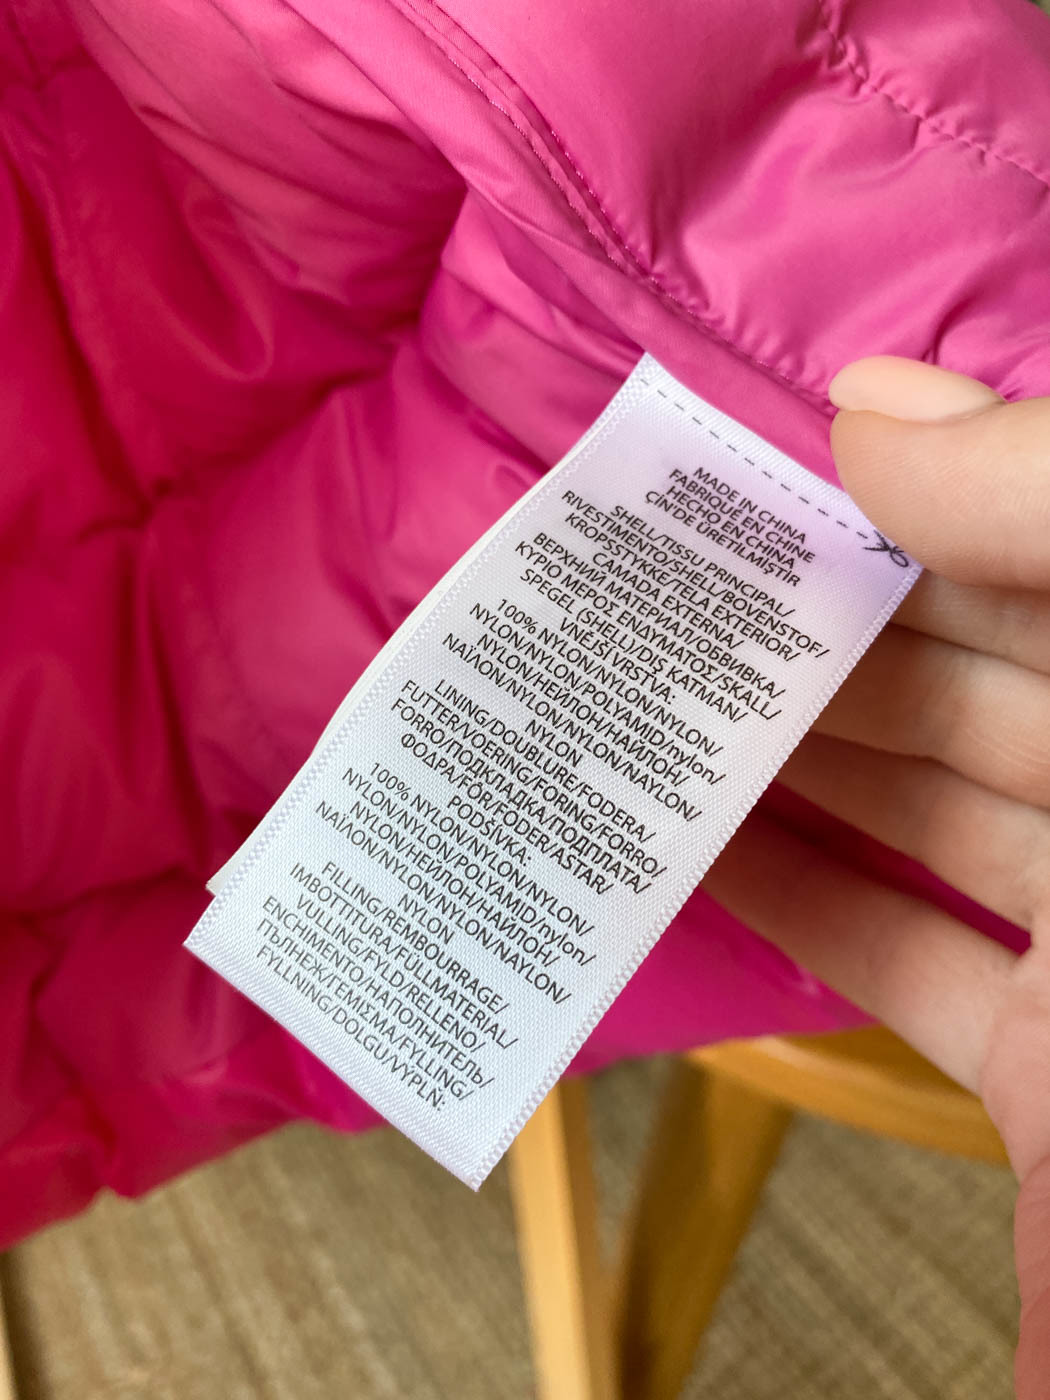 MADE IN CHINA
FABRIQUÉ EN CHINE
HECHO EN CHINA
ÇİN'DE ÜRETILMİŞTİR
SHELL/TISSU PRINCIPAL/
RIVESTIMENTO/SHELL/BOVENSTOF/
KROPSSTYKKE/TELA EXTERIOR/
CAMADA EXTERNA/
ВЕРХНИЙ МАТЕРИАЛ/ОБВИВКА/
ΚΥΡΙΟ ΜΕΡΟΣ ΕΝΔΥΜΑΤΟΣ/SKALL/
SPEGEL (SHELL)/DIŞ KATMAN/
VNĚJŠÍ VRSTVA:
100% NYLON/NYLON/NYLON/
NYLON/NYLON/POLYAMID/nylon/
NYLON/НЕЙЛОН/НАЙЛОН/
ΝΑΪΛΟΝ/NYLON/NYLON/NAYLON/
NYLON
LINING/DOUBLURE/FODERA/
FUTTER/VOERING/FORING/FORRO/
FORRO/ПОДКЛАДКА/ПОДПЛАТА/
ΦΟΔΡΑ/FÔR/FODER/ASTAR/
PODŠÍVKA:
100% NYLON/NYLON/NYLON/
NYLON/NYLON/POLYAMID/nylon/
NYLON/НЕЙЛОН/НАЙЛОН/
ΝΑΪΛΟΝ/NYLON/NYLON/NAYLON/
NYLON
FILLING/REMBOURRAGE/
IMBOTTITURA/FÜLLMATERIAL/
VULLING/FYLD/RELLENO/
ENCHIMENTO/НАПОЛНИТЕЛЬ/
ПЪЛНЕЖ/ΓΕΜΙΣΜΑ/FYLLING/
FYLLNING/DOLGU/VÝPLŇ: